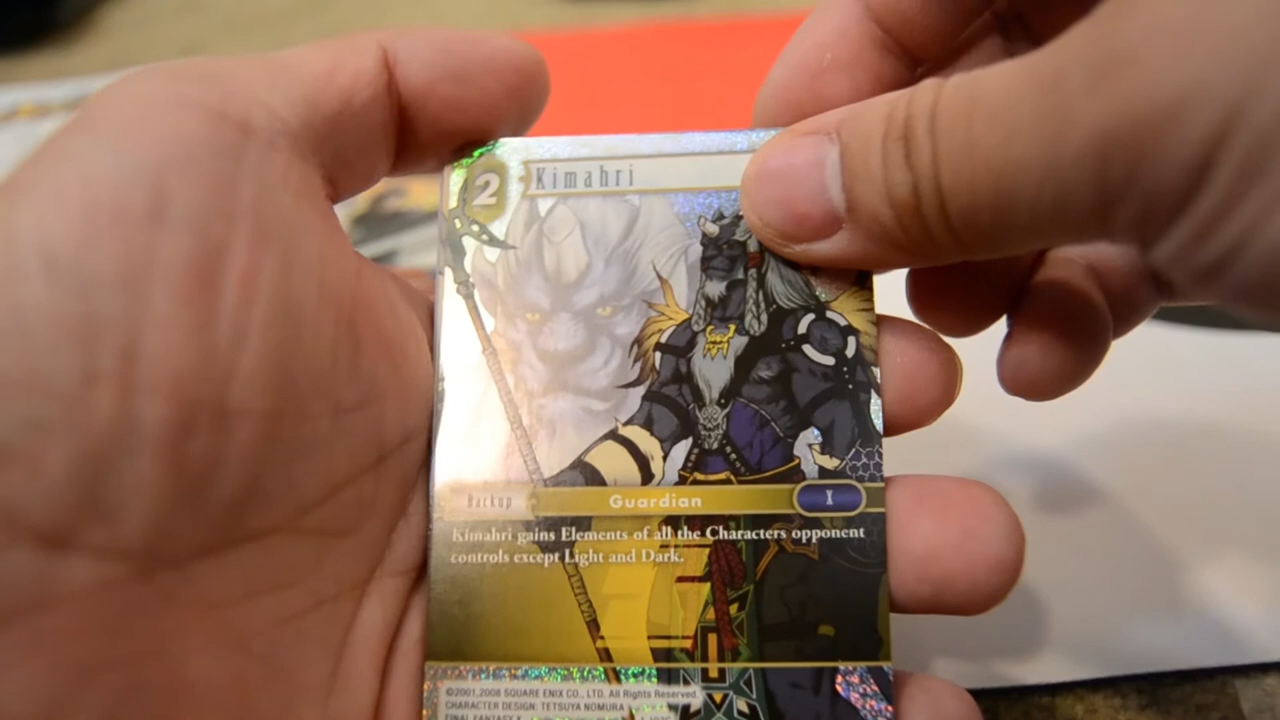 2
Kimahri
Backup
Guardian
X
Kimahri gains Elements of all the Characters opponent
controls except Light and Dark.
©2001,2008 SQUARE ENIX CO., LTD. All Rights Reserved.
CHARACTER DESIGN: TETSUYA NOMURA
FINAL FANTASY X